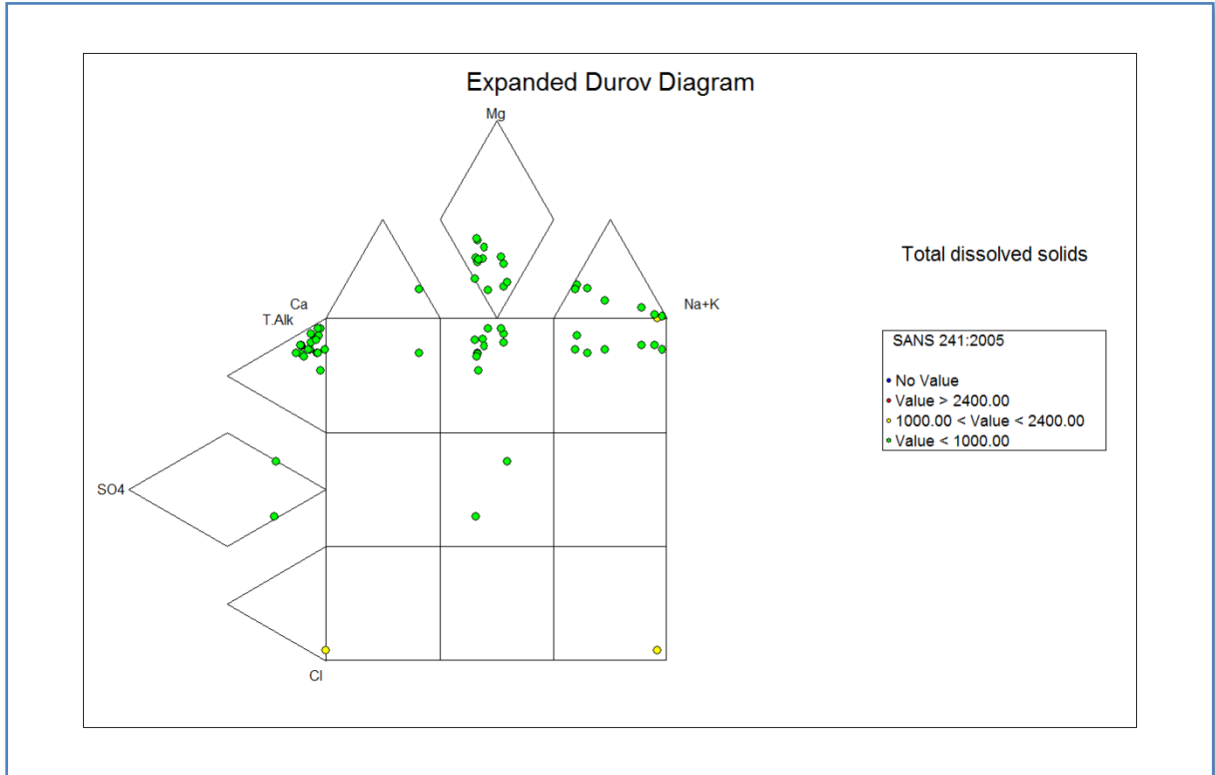 Expanded Durov Diagram
Mg
Total dissolved solids
Ca
Na+K
T.Alk
SANS 241:2005
No Value
Value > 2400.00
1000.00 < Value < 2400.00
Value < 1000.00
SO4
Cl